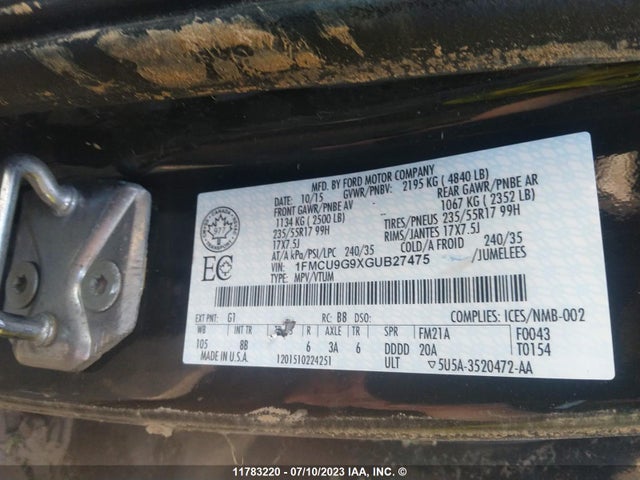 MFD. BY FORD MOTOR COMPANY
DATE: 10/15 GVWR/PNBV: 2195 KG ( 4840 LB)
FRONT GAWR/PNBE AV REAR GAWR/PNBE AR
1134 KG ( 2500 LB) 1067 KG ( 2352 LB)
235/55R17 99H TIRES/PNEUS 235/55R17 99H
17X7.5J RIMS/JANTES 17X7.5J
AT/A kPa/PSI/LPC 240/35 COLD/A FROID 240/35
VIN: 1FMCU9G9XGUB27475 /JUMELEES
TYPE: MPV/VTUM
EC
EXT PNT: G1 RC: B8 DSO: COMPLIES: ICES/NMB-002
WB INT TR R AXLE TR SPR FM21A F0043
105 8B 6 3A 6 DDDD 20A T0154
MADE IN U.S.A. 1201510224251 ULT 5U5A-3520472-AA
11783220 - 07/10/2023 IAA, INC. ©